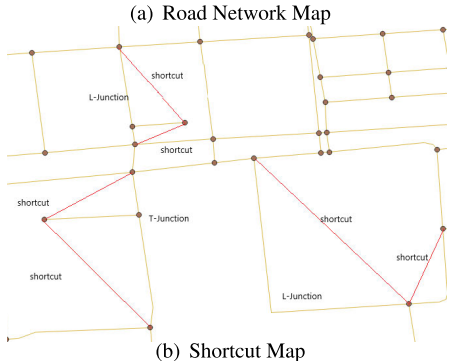 (a) Road Network Map
shortcut
L-Junction
shortcut
shortcut
T-Junction
shortcut
shortcut
shortcut
L-Junction
(b) Shortcut Map